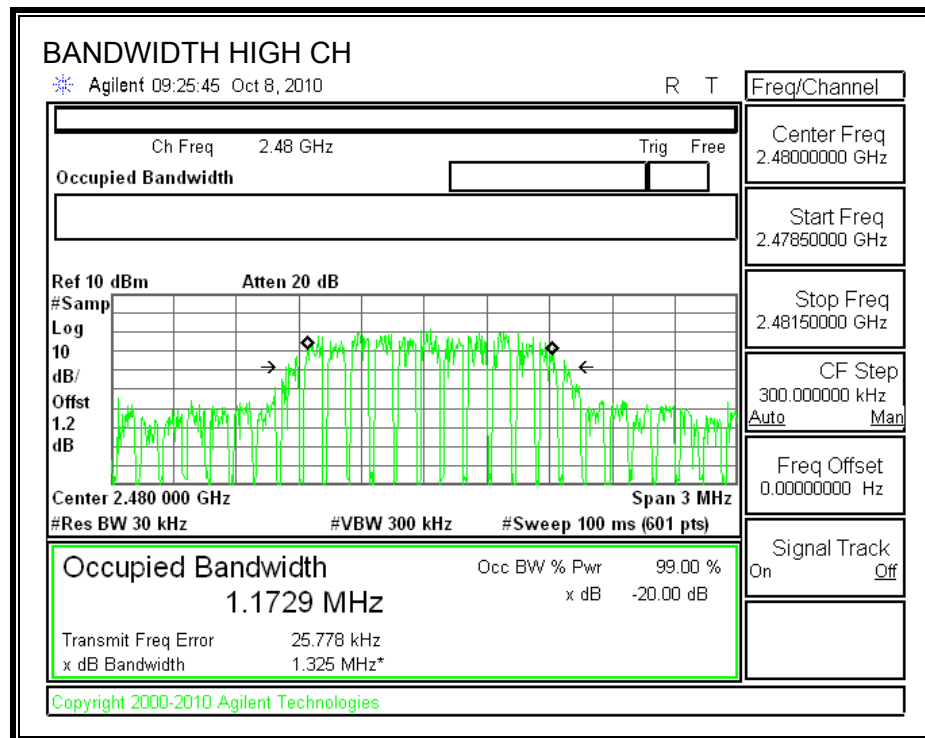 BANDWIDTH HIGH CH
Agilent 09:25:45 Oct 8, 2010 R T
Freq/Channel
Ch Freq 2.48 GHz Trig Free
Occupied Bandwidth
Center Freq
2.48000000 GHz
Start Freq
2.47850000 GHz
Stop Freq
2.48150000 GHz
CF Step
300.000000 kHz
Auto Man
Freq Offset
0.00000000 Hz
Signal Track
On Off
Ref 10 dBm Atten 20 dB
#Samp
Log
10
dB/
Offst
1.2
dB
Center 2.480 000 GHz Span 3 MHz
#Res BW 30 kHz #VBW 300 kHz #Sweep 100 ms (601 pts)
Occupied Bandwidth Occ BW % Pwr 99.00 %
1.1729 MHz x dB -20.00 dB
Transmit Freq Error 25.778 kHz
x dB Bandwidth 1.325 MHz*
Copyright 2000-2010 Agilent Technologies